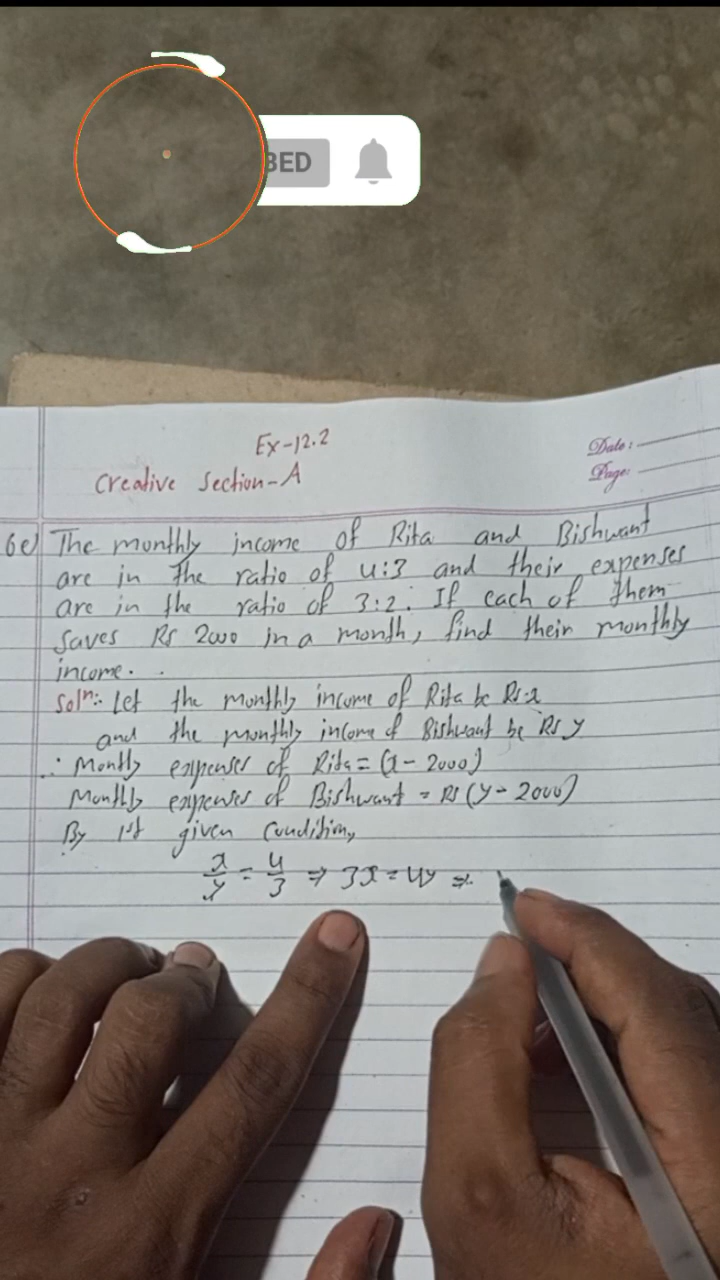 BED
Ex-12.2
Date:
Creative Section-A
Page:
6e) The monthly income of Rita and Bishwant
are in the ratio of 4:3 and their expenses
are in the ratio of 3:2. If each of them
saves Rs 2000 in a month, find their monthly
income.
Soln:- Let the monthly income of Rita be Rs x
and the monthly income of Bishwant be Rs y
∴ Monthly expenses of Rita = (x - 2000)
Monthly expenses of Bishwant = Rs (y - 2000)
By 1st given condition,
x/y = 4/3 ⇒ 3x = 4y ⇒